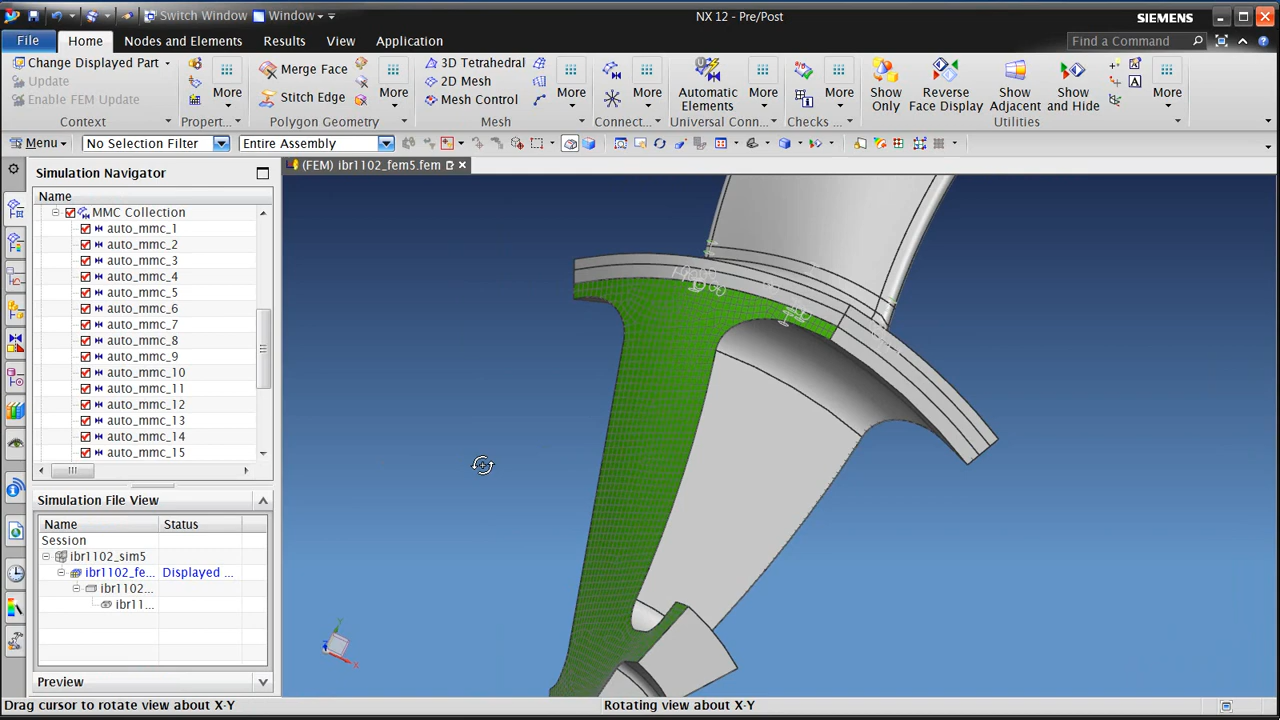 Switch Window Window
NX 12 - Pre/Post
SIEMENS
File Home Nodes and Elements Results View Application
Find a Command
Change Displayed Part
Update
Enable FEM Update
Context
More
Propert...
Merge Face
Stitch Edge
More
Polygon Geometry
3D Tetrahedral
2D Mesh
Mesh Control
More
Mesh
More
Connect...
Automatic
Elements
More
Universal Conn...
More
Checks ...
Show
Only
Reverse
Face Display
Show
Adjacent
Show
and Hide
More
Utilities
Menu
No Selection Filter
Entire Assembly
Simulation Navigator
(FEM) ibr1102_fem5.fem
Name
MMC Collection
auto_mmc_1
auto_mmc_2
auto_mmc_3
auto_mmc_4
auto_mmc_5
auto_mmc_6
auto_mmc_7
auto_mmc_8
auto_mmc_9
auto_mmc_10
auto_mmc_11
auto_mmc_12
auto_mmc_13
auto_mmc_14
auto_mmc_15
Simulation File View
Name Status
Session
ibr1102_sim5
ibr1102_fe... Displayed ...
ibr1102...
ibr11...
Preview
Y
X
Drag cursor to rotate view about X-Y
Rotating view about X-Y